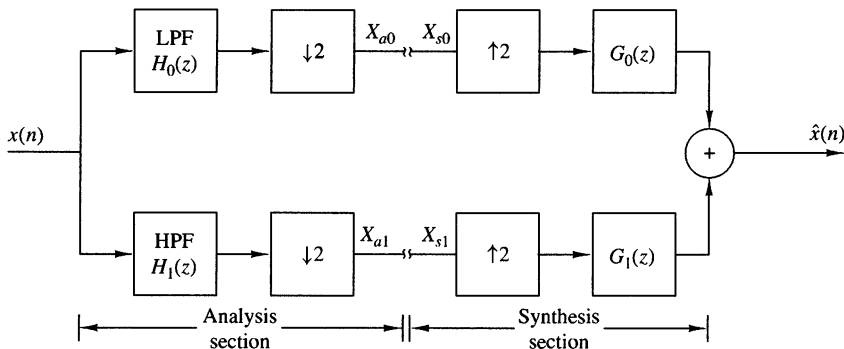 LPF
H₀(z)
↓2
Xₐ₀
Xₛ₀
↑2
G₀(z)
x(n)
+
x̂(n)
HPF
H₁(z)
↓2
Xₐ₁
Xₛ₁
↑2
G₁(z)
Analysis
section
Synthesis
section